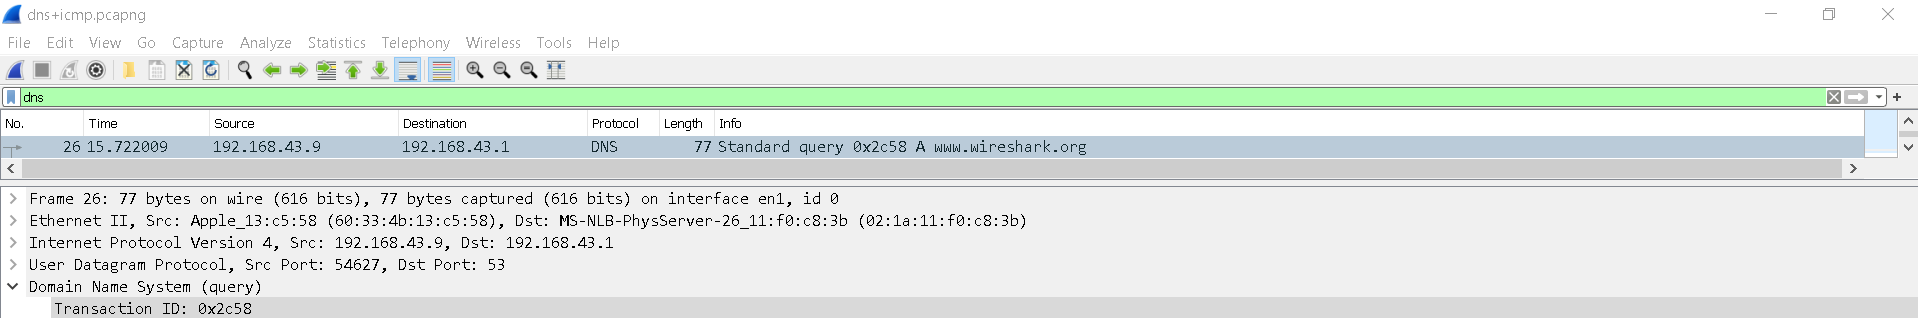 dns+icmp.pcapng
File Edit View Go Capture Analyze Statistics Telephony Wireless Tools Help
dns
No. Time Source Destination Protocol Length Info
26 15.722009 192.168.43.9 192.168.43.1 DNS 77 Standard query 0x2c58 A www.wireshark.org
Frame 26: 77 bytes on wire (616 bits), 77 bytes captured (616 bits) on interface en1, id 0
Ethernet II, Src: Apple_13:c5:58 (60:33:4b:13:c5:58), Dst: MS-NLB-PhysServer-26_11:f0:c8:3b (02:1a:11:f0:c8:3b)
Internet Protocol Version 4, Src: 192.168.43.9, Dst: 192.168.43.1
User Datagram Protocol, Src Port: 54627, Dst Port: 53
Domain Name System (query)
Transaction ID: 0x2c58